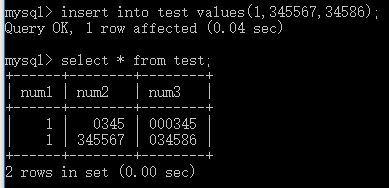 mysql> insert into test values(1,345567,34586);
Query OK, 1 row affected (0.04 sec)
mysql> select * from test;
+------+--------+--------+
| num1 | num2   | num3   |
+------+--------+--------+
|    1 |   0345 | 000345 |
|    1 | 345567 | 034586 |
+------+--------+--------+
2 rows in set (0.00 sec)